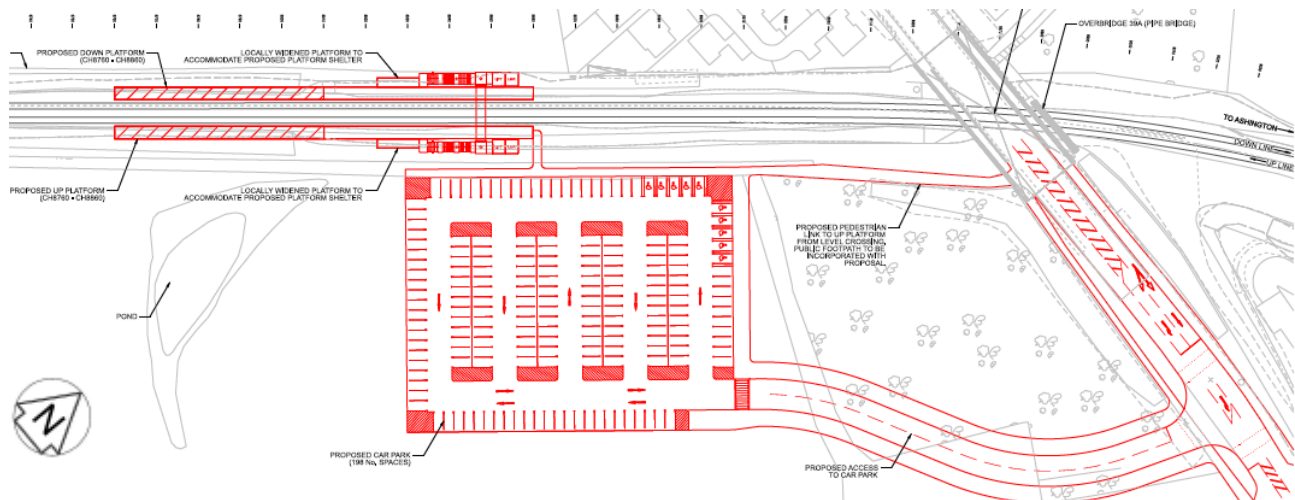 OVERBRIDGE 39A (PIPE BRIDGE)
PROPOSED DOWN PLATFORM
(CH8760 - CH8860)
LOCALLY WIDENED PLATFORM TO
ACCOMMODATE PROPOSED PLATFORM SHELTER
TO ASHINGTON
DOWN LINE
UP LINE
PROPOSED UP PLATFORM
(CH8760 - CH8860)
LOCALLY WIDENED PLATFORM TO
ACCOMMODATE PROPOSED PLATFORM SHELTER
PROPOSED PEDESTRIAN
LINK TO UP PLATFORM
FROM LEVEL CROSSING,
PUBLIC FOOTPATH TO BE
INCORPORATED WITH
PROPOSAL
POND
N
PROPOSED CAR PARK
(198 No. SPACES)
PROPOSED ACCESS
TO CAR PARK